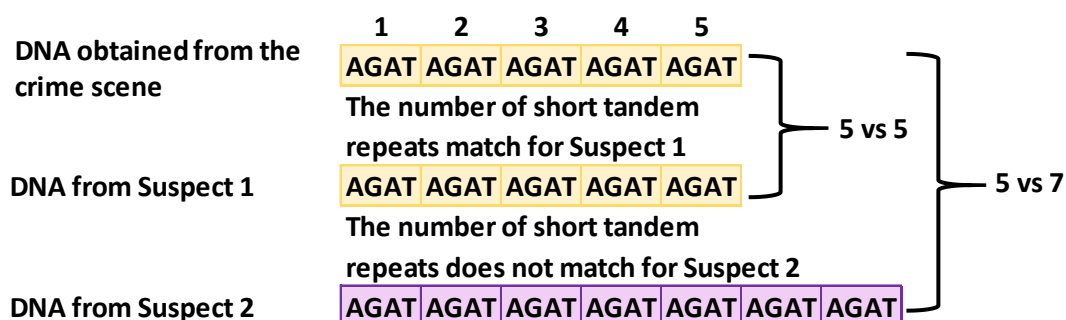 1 2 3 4 5
DNA obtained from the
crime scene
AGAT AGAT AGAT AGAT AGAT
The number of short tandem
repeats match for Suspect 1
5 vs 5
DNA from Suspect 1
AGAT AGAT AGAT AGAT AGAT
5 vs 7
The number of short tandem
repeats does not match for Suspect 2
DNA from Suspect 2
AGAT AGAT AGAT AGAT AGAT AGAT AGAT